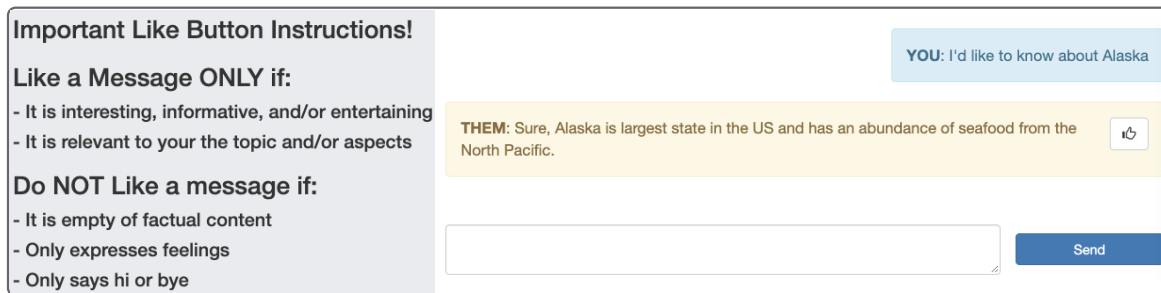 Important Like Button Instructions!
Like a Message ONLY if:
- It is interesting, informative, and/or entertaining
- It is relevant to your the topic and/or aspects
Do NOT Like a message if:
- It is empty of factual content
- Only expresses feelings
- Only says hi or bye
YOU: I'd like to know about Alaska
THEM: Sure, Alaska is largest state in the US and has an abundance of seafood from the
North Pacific.
Send